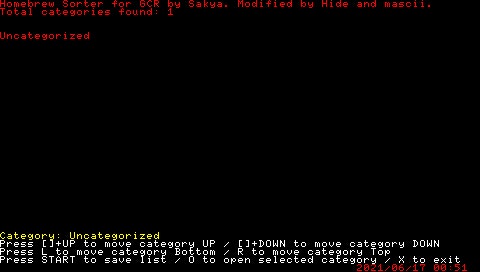 Homebrew Sorter for GCR by Sakya. Modified by Hide and mascii.
Total categories found: 1
Uncategorized
Category: Uncategorized
Press []+UP to move category UP / []+DOWN to move category DOWN
Press L to move category Bottom / R to move category Top
Press START to save list / O to open selected category / X to exit
2021/06/17 00:51